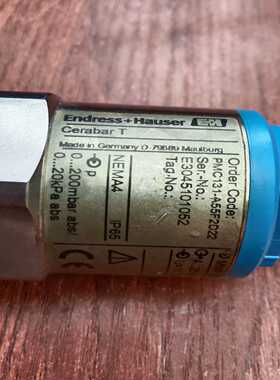 Endress+Hauser
Cerabar T
Made in Germany D-79689 Maulburg
Order Code:
PMC131-A55F2D22
Ser.-No.:
E3045101052
Tag-No.:
NEMA4
IP65
p
0...200mbar abs/
0...20kPa abs
CE